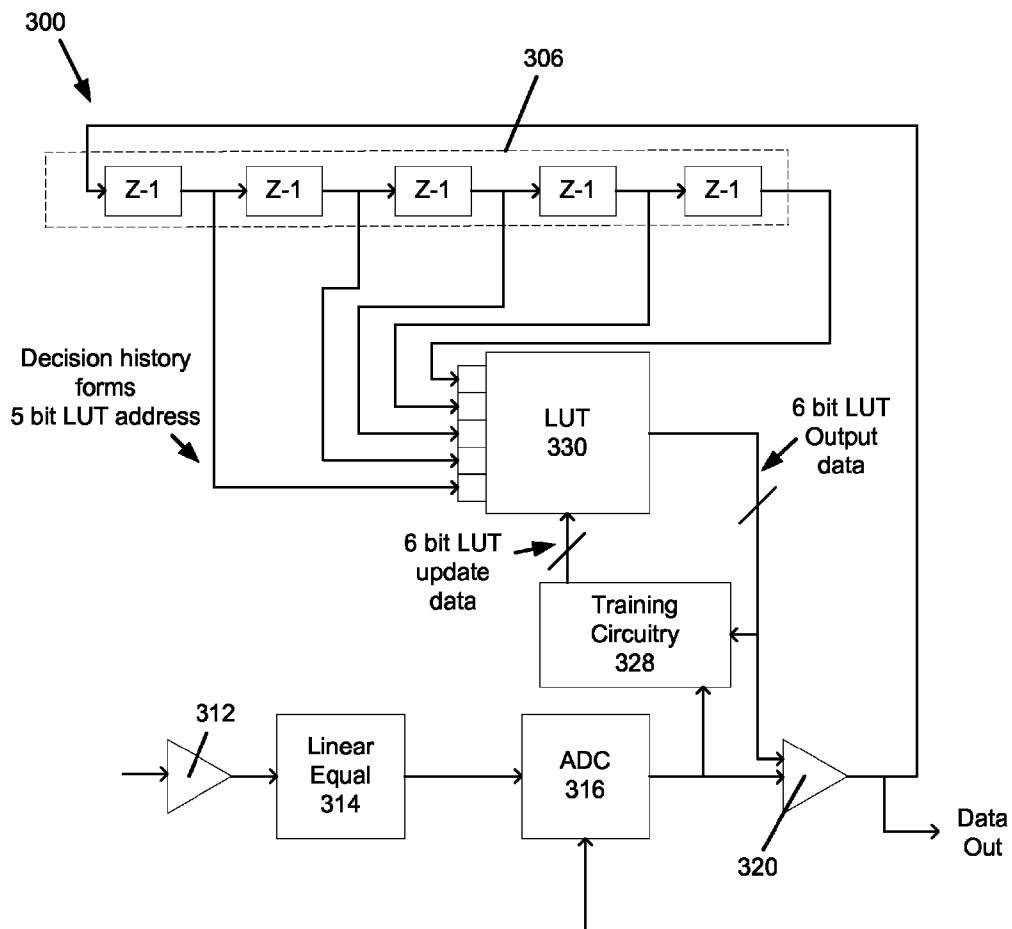 300
306
Z-1
Z-1
Z-1
Z-1
Z-1
Decision history
forms
5 bit LUT address
LUT
330
6 bit LUT
Output
data
6 bit LUT
update
data
Training
Circuitry
328
312
Linear
Equal
314
ADC
316
320
Data
Out